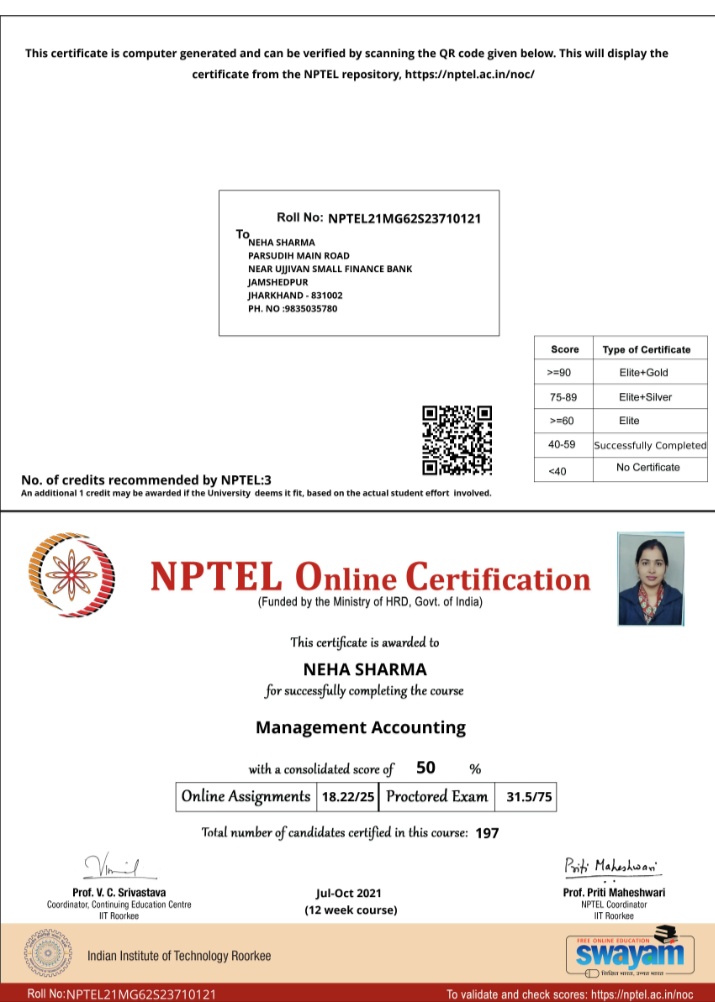 This certificate is computer generated and can be verified by scanning the QR code given below. This will display the
certificate from the NPTEL repository, https://nptel.ac.in/noc/
Roll No: NPTEL21MG62S23710121
To
NEHA SHARMA
PARSUDIH MAIN ROAD
NEAR UJJIVAN SMALL FINANCE BANK
JAMSHEDPUR
JHARKHAND - 831002
PH. NO :9835035780
Score Type of Certificate
>=90 Elite+Gold
75-89 Elite+Silver
>=60 Elite
40-59 Successfully Completed
<40 No Certificate
No. of credits recommended by NPTEL:3
An additional 1 credit may be awarded if the University deems it fit, based on the actual student effort involved.
NPTEL Online Certification
(Funded by the Ministry of HRD, Govt. of India)
This certificate is awarded to
NEHA SHARMA
for successfully completing the course
Management Accounting
with a consolidated score of 50 %
Online Assignments 18.22/25 Proctored Exam 31.5/75
Total number of candidates certified in this course: 197
Priti Maheshwari
Prof. V. C. Srivastava
Coordinator, Continuing Education Centre
IIT Roorkee
Jul-Oct 2021
(12 week course)
Prof. Priti Maheshwari
NPTEL Coordinator
IIT Roorkee
Indian Institute of Technology Roorkee
FREE ONLINE EDUCATION
swayam
शिक्षित भारत, उन्नत भारत
Roll No:NPTEL21MG62S23710121
To validate and check scores: https://nptel.ac.in/noc